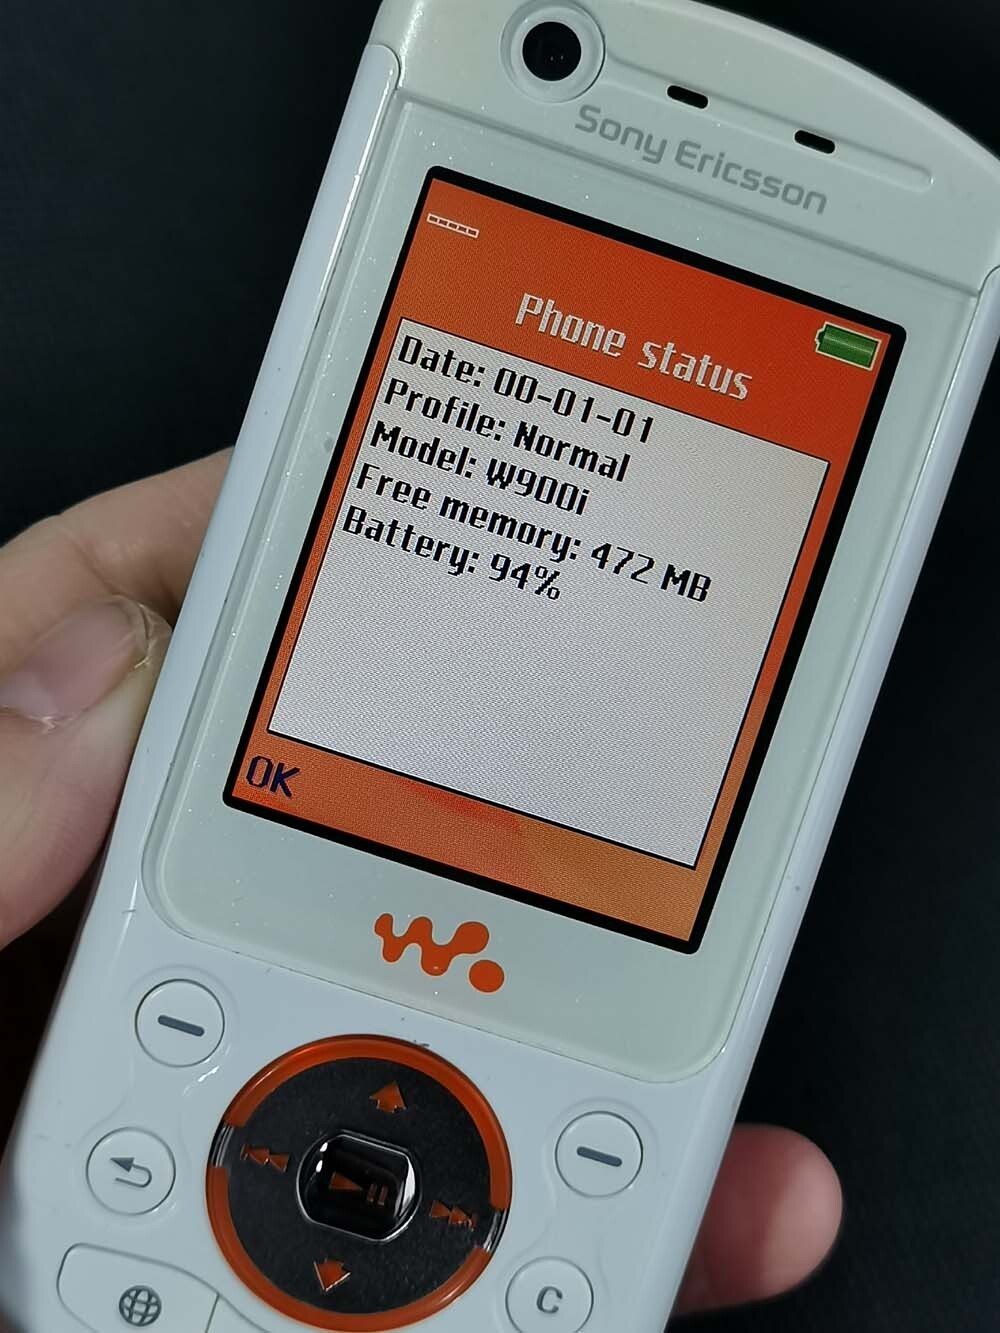 Sony Ericsson
Phone status
Date: 00-01-01
Profile: Normal
Model: W900i
Free memory: 472 MB
Battery: 94%
OK
C